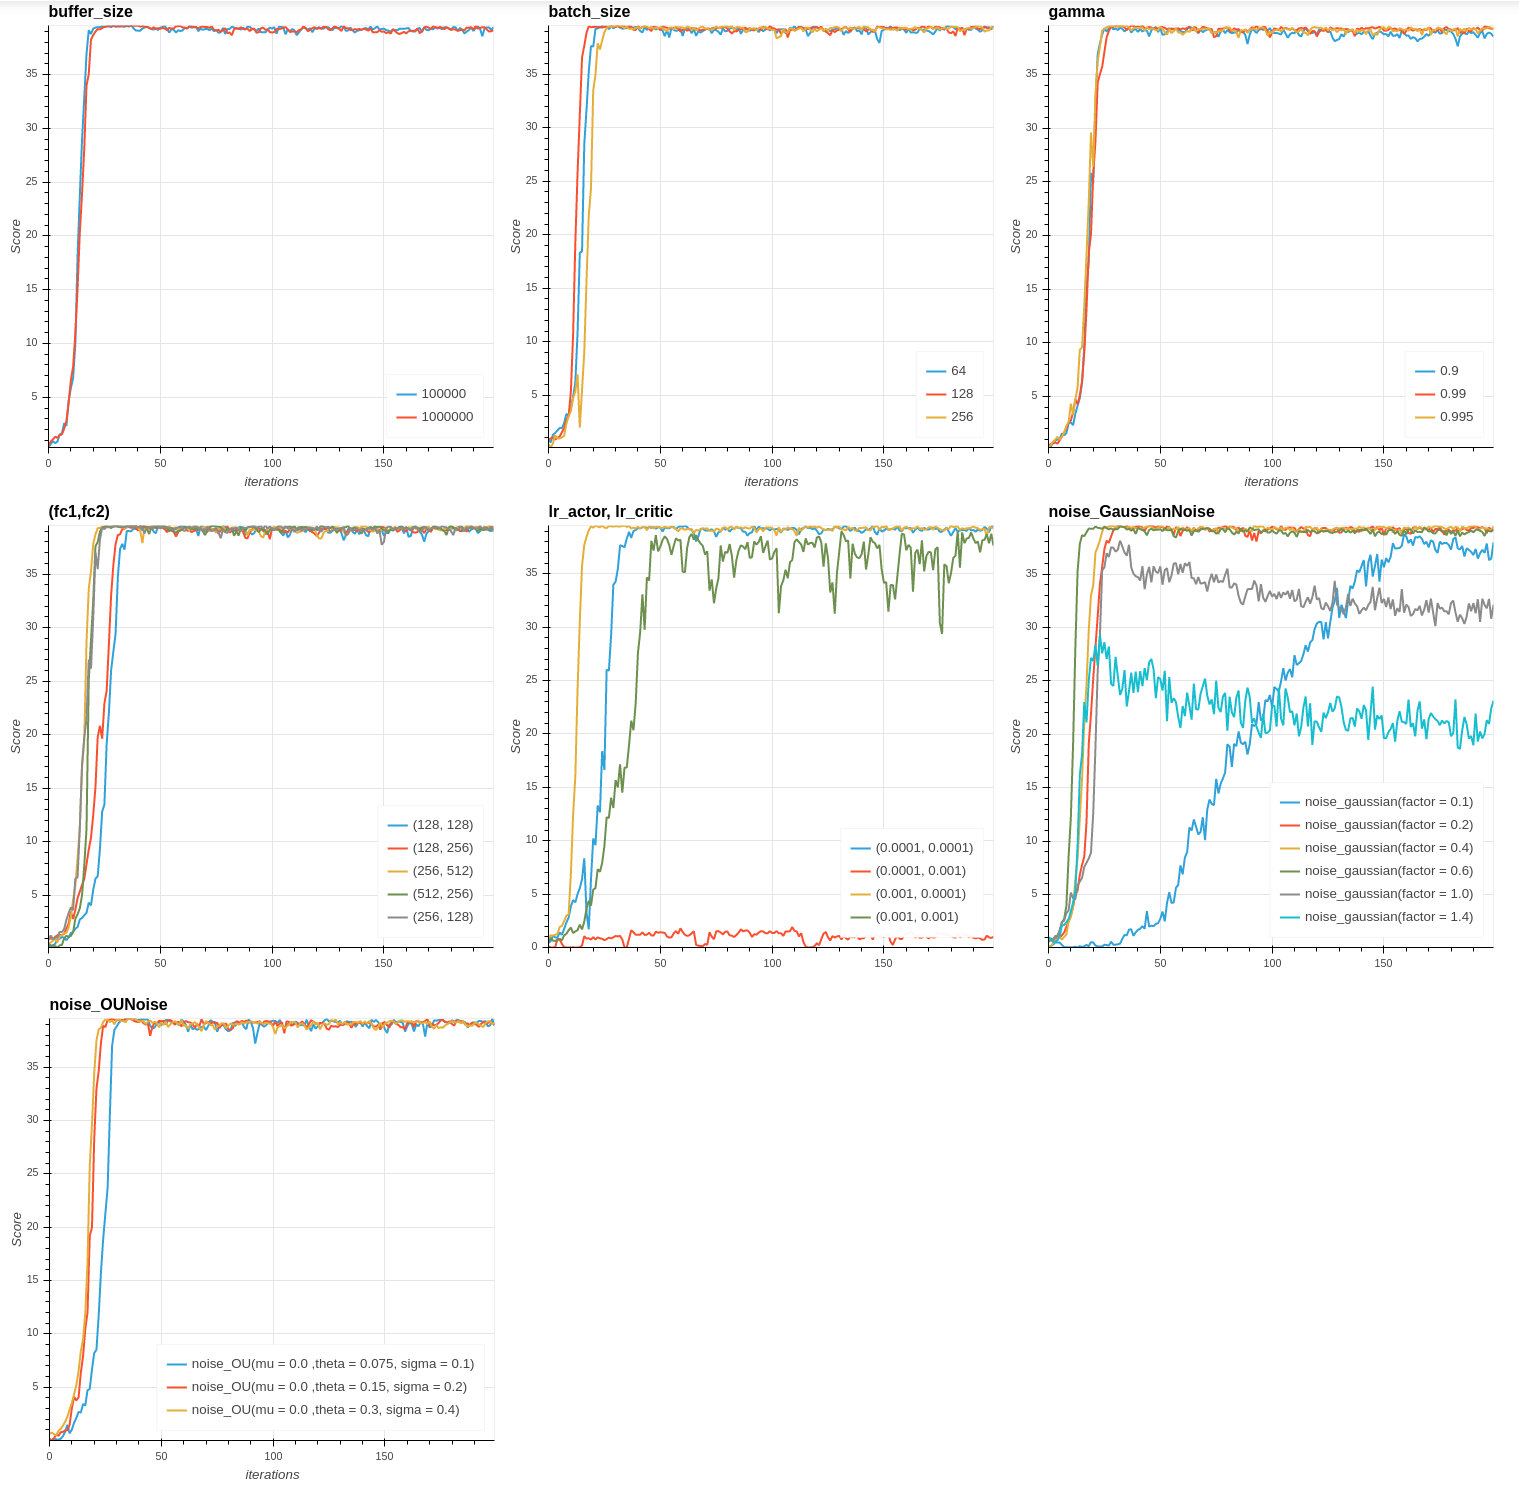 buffer_size
35
30
25
20
15
10
5
Score
100000
1000000
0 50 100 150
iterations
batch_size
35
30
25
20
15
10
5
Score
64
128
256
0 50 100 150
iterations
gamma
35
30
25
20
15
10
5
Score
0.9
0.99
0.995
0 50 100 150
iterations
(fc1,fc2)
35
30
25
20
15
10
5
Score
(128, 128)
(128, 256)
(256, 512)
(512, 256)
(256, 128)
0 50 100 150
lr_actor, lr_critic
35
30
25
20
15
10
5
0
Score
(0.0001, 0.0001)
(0.0001, 0.001)
(0.001, 0.0001)
(0.001, 0.001)
0 50 100 150
noise_GaussianNoise
35
30
25
20
15
10
5
Score
noise_gaussian(factor = 0.1)
noise_gaussian(factor = 0.2)
noise_gaussian(factor = 0.4)
noise_gaussian(factor = 0.6)
noise_gaussian(factor = 1.0)
noise_gaussian(factor = 1.4)
0 50 100 150
noise_OUNoise
35
30
25
20
15
10
5
Score
noise_OU(mu = 0.0 ,theta = 0.075, sigma = 0.1)
noise_OU(mu = 0.0 ,theta = 0.15, sigma = 0.2)
noise_OU(mu = 0.0 ,theta = 0.3, sigma = 0.4)
0 50 100 150
iterations